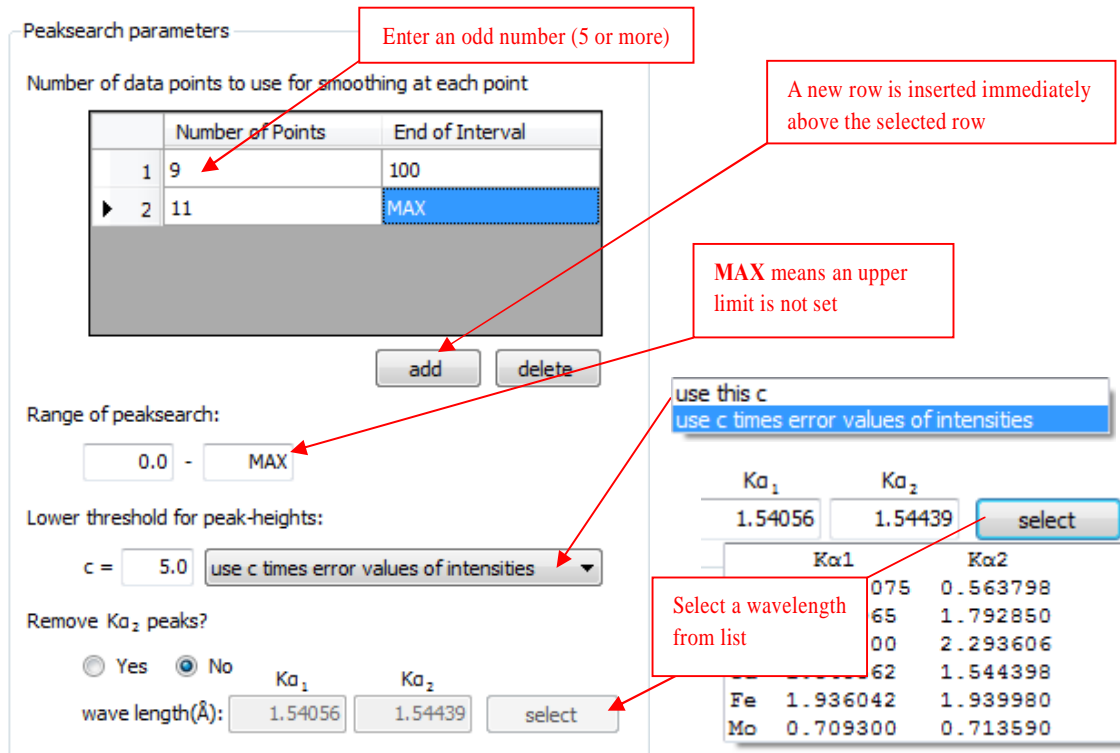 Peaksearch parameters
Enter an odd number (5 or more)
Number of data points to use for smoothing at each point
A new row is inserted immediately
above the selected row
Number of Points End of Interval
1 9 100
2 11 MAX
MAX means an upper
limit is not set
add delete
Range of peaksearch:
0.0 - MAX
use this c
use c times error values of intensities
Lower threshold for peak-heights:
c = 5.0 use c times error values of intensities
Kα₁ Kα₂
1.54056 1.54439 select
Kα1 Kα2
075 0.563798
65 1.792850
00 2.293606
62 1.544398
Fe 1.936042 1.939980
Mo 0.709300 0.713590
Select a wavelength
from list
Remove Kα₂ peaks?
Yes No
Kα₁ Kα₂
wave length(Å): 1.54056 1.54439 select